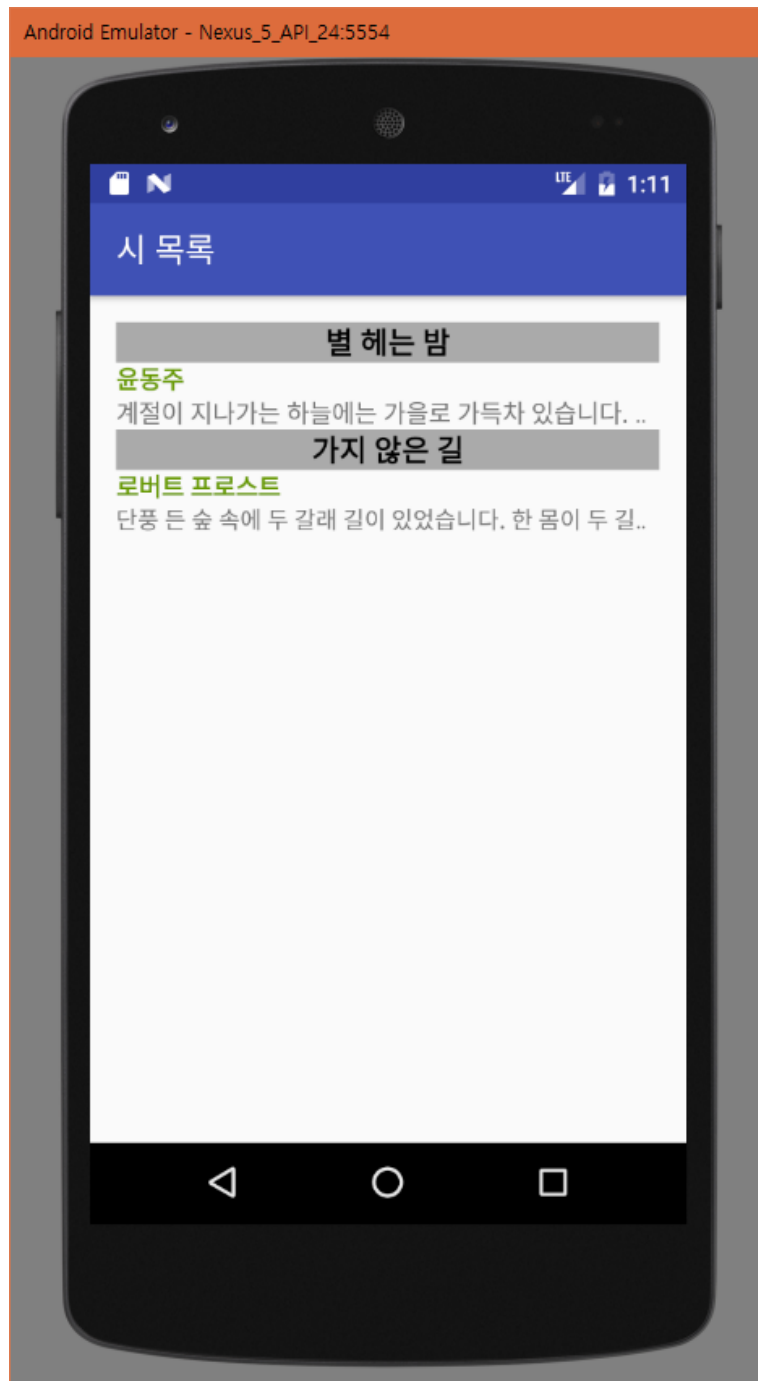 Android Emulator - Nexus_5_API_24:5554
LTE 1:11
시 목록
별 헤는 밤
윤동주
계절이 지나가는 하늘에는 가을로 가득차 있습니다. ..
가지 않은 길
로버트 프로스트
단풍 든 숲 속에 두 갈래 길이 있었습니다. 한 몸이 두 길..